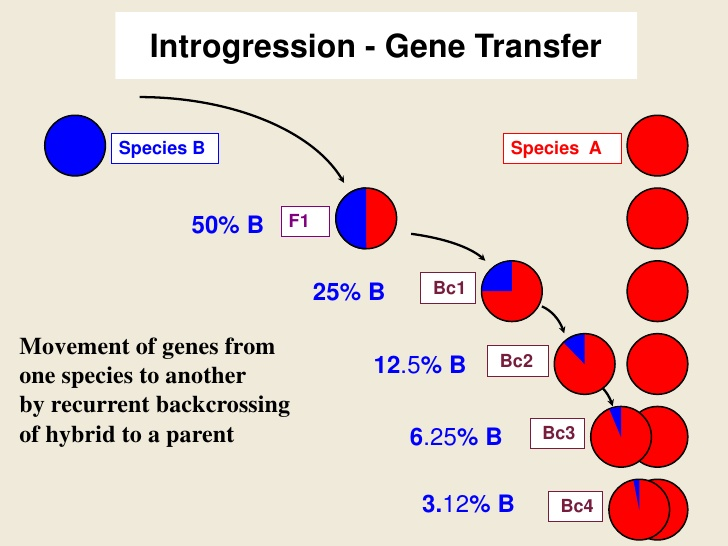 Introgression - Gene Transfer
Species B
Species A
50% B
F1
25% B
Bc1
Movement of genes from
one species to another
by recurrent backcrossing
of hybrid to a parent
12.5% B
Bc2
6.25% B
Bc3
3.12% B
Bc4